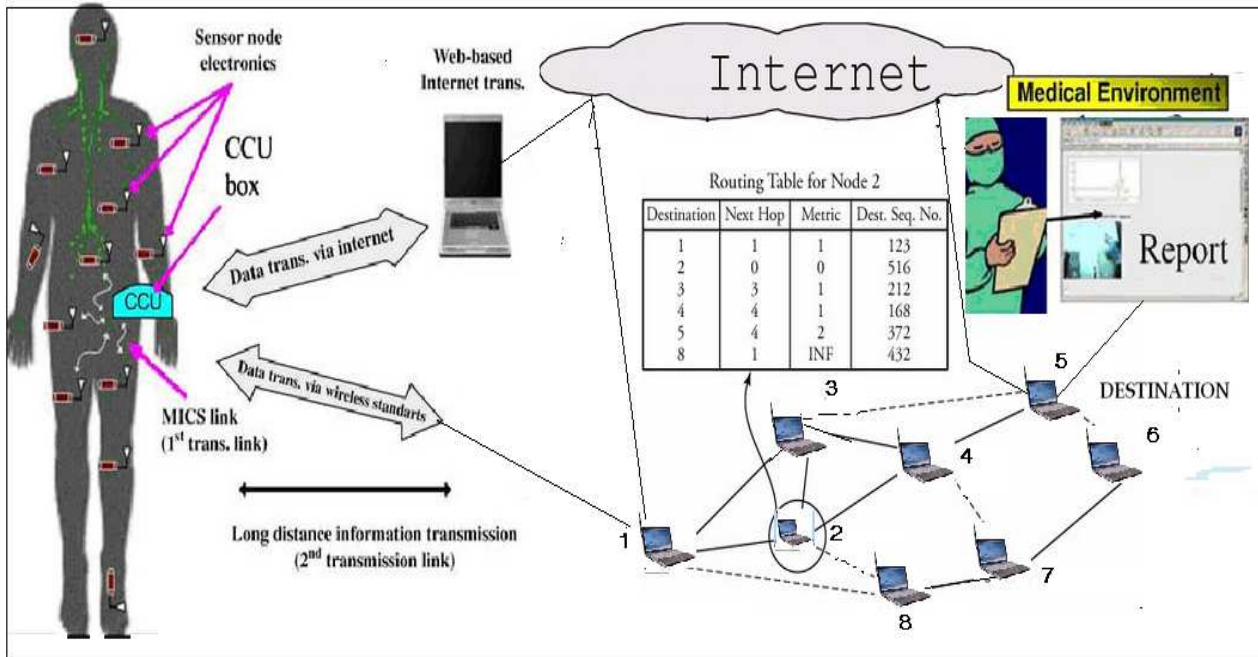 Sensor node
electronics
CCU
box
CCU
MICS link
(1st trans. link)
Web-based
Internet trans.
Data trans. via internet
Data trans. via wireless standarts
Long distance information transmission
(2nd transmission link)
Internet
Medical Environment
Report
Routing Table for Node 2
Destination Next Hop Metric Dest. Seq. No.
1 1 1 123
2 0 0 516
3 3 1 212
4 4 1 168
5 4 2 372
8 1 INF 432
3
5
DESTINATION
6
4
1
2
7
8